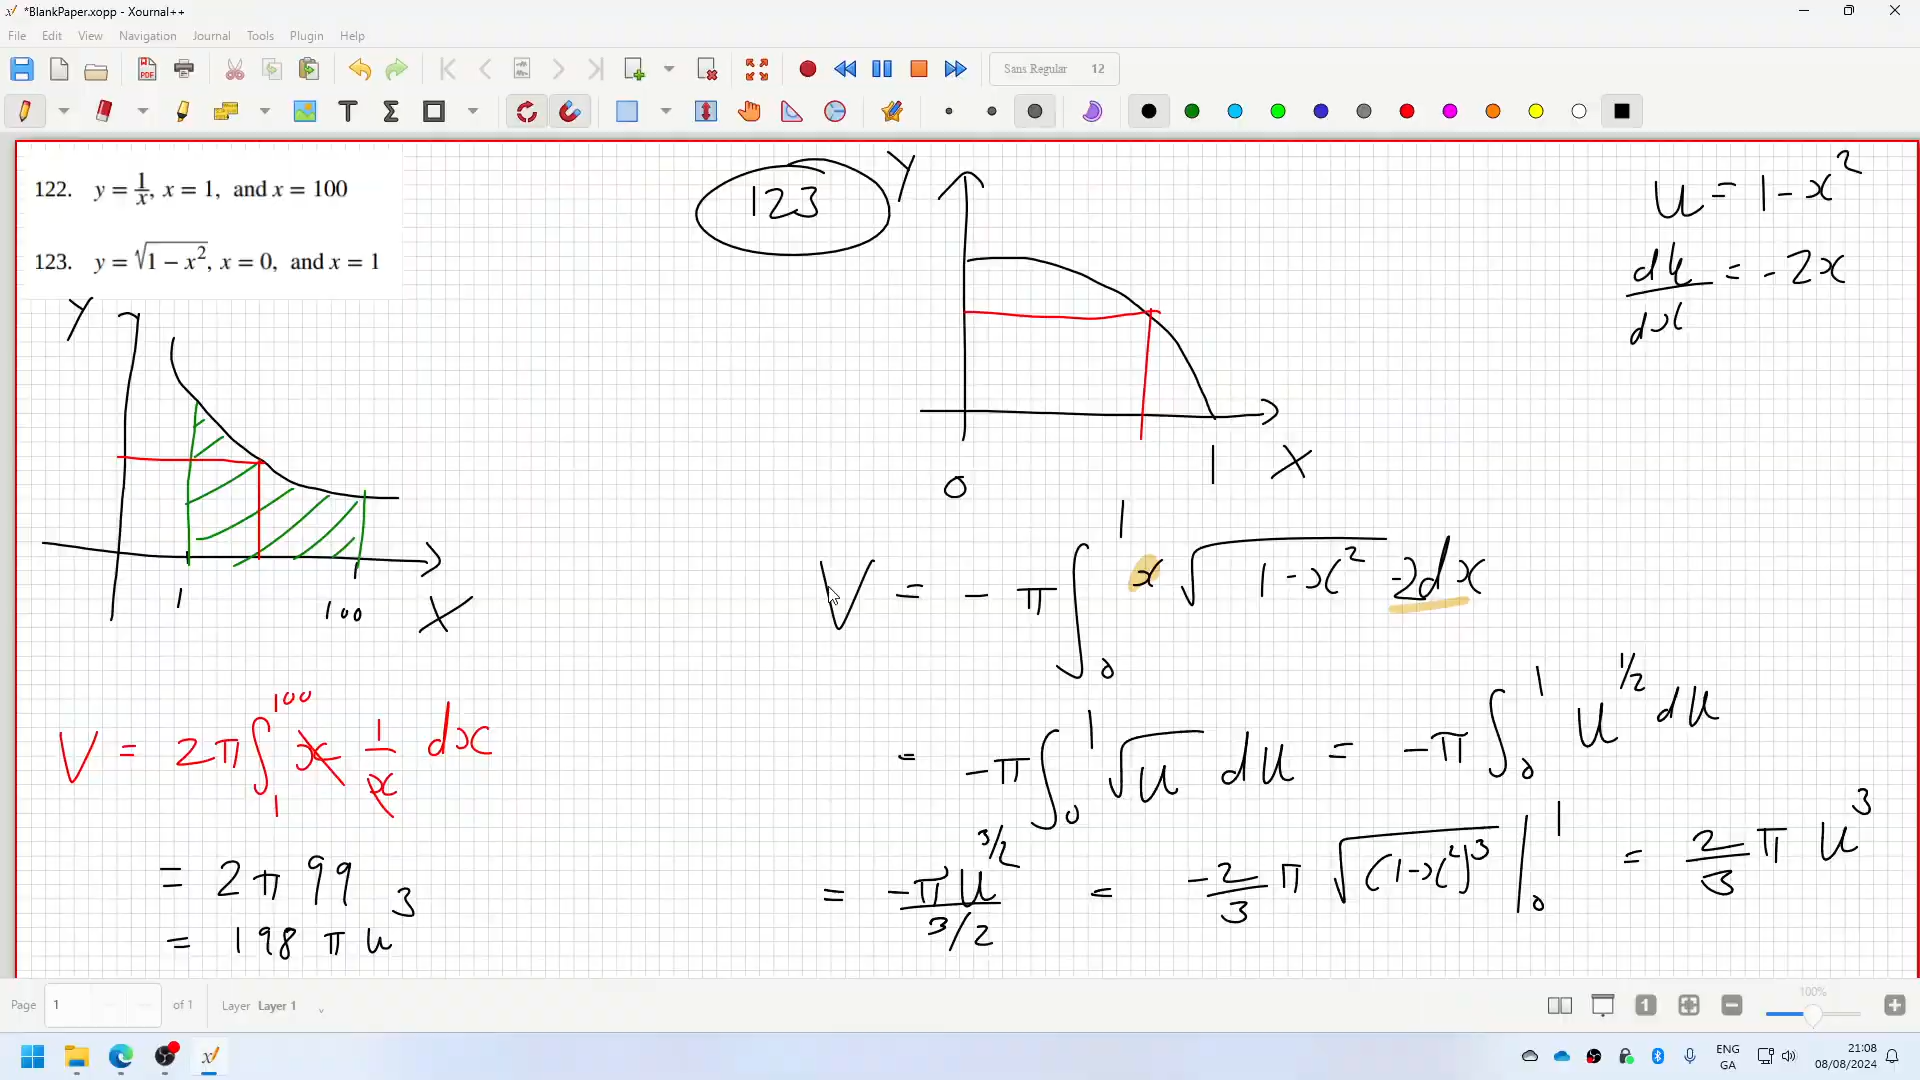 *BlankPaper.xopp - Xournal++
File Edit View Navigation Journal Tools Plugin Help
Sans Regular 12
122. y = 1/x, x = 1, and x = 100
123. y = √(1 − x²), x = 0, and x = 1
123
Y
u = 1 - x²
du/dx = -2x
Y
1
100
X
0
1
X
V = -π ∫₀¹ x √(1-x²) -2dx
V = 2π ∫₁¹⁰⁰ x 1/x dx
= -π ∫₀¹ √u du = -π ∫₀¹ u^(1/2) du
= 2π 99
= 198 π u³
= -πu^(3/2) / (3/2) = -2/3 π √((1-x²)³) |₀¹ = 2/3 π u³
Page 1 of 1 Layer Layer 1
100%
ENG
GA
21:08
08/08/2024